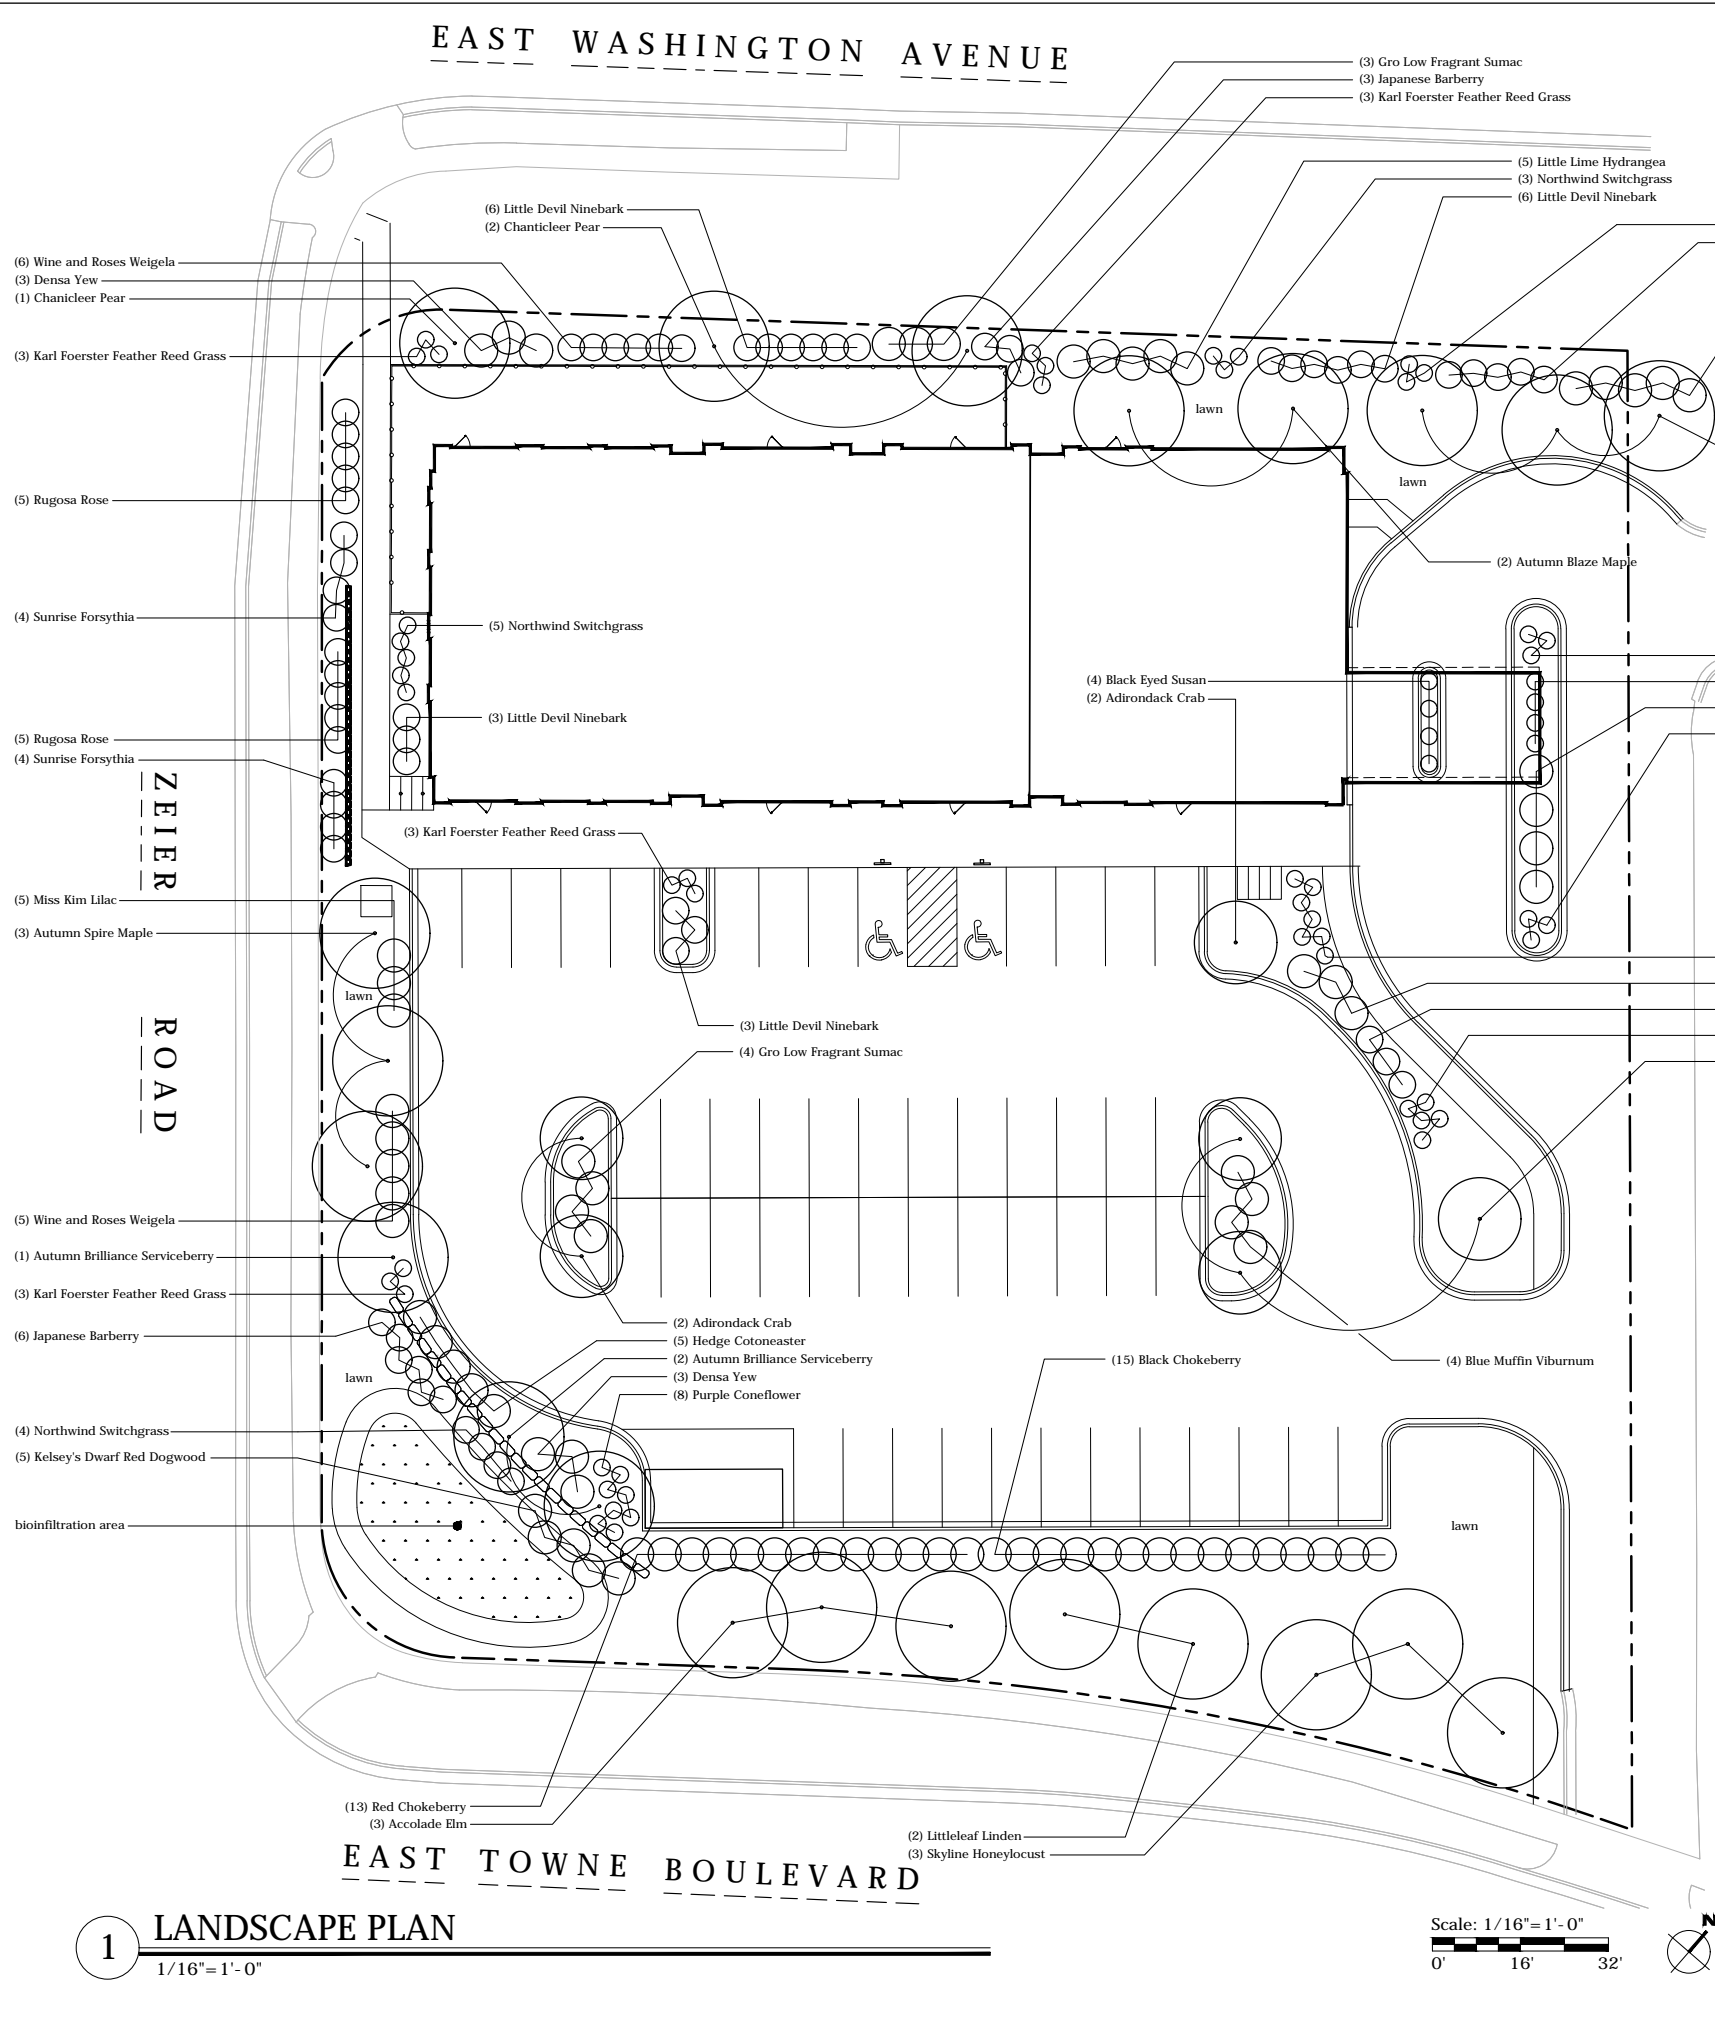 EAST WASHINGTON AVENUE
(3) Gro Low Fragrant Sumac
(3) Japanese Barberry
(3) Karl Foerster Feather Reed Grass
(5) Little Lime Hydrangea
(3) Northwind Switchgrass
(6) Little Devil Ninebark
(6) Little Devil Ninebark
(2) Chanticleer Pear
(6) Wine and Roses Weigela
(3) Densa Yew
(1) Chanicleer Pear
(3) Karl Foerster Feather Reed Grass
lawn
lawn
(5) Rugosa Rose
(2) Autumn Blaze Maple
(4) Sunrise Forsythia
(5) Northwind Switchgrass
(4) Black Eyed Susan
(2) Adirondack Crab
(3) Little Devil Ninebark
(5) Rugosa Rose
(4) Sunrise Forsythia
ZEIER ROAD
(3) Karl Foerster Feather Reed Grass
(5) Miss Kim Lilac
(3) Autumn Spire Maple
lawn
(3) Little Devil Ninebark
(4) Gro Low Fragrant Sumac
(5) Wine and Roses Weigela
(1) Autumn Brilliance Serviceberry
(3) Karl Foerster Feather Reed Grass
(6) Japanese Barberry
(2) Adirondack Crab
(5) Hedge Cotoneaster
(2) Autumn Brilliance Serviceberry
(3) Densa Yew
(8) Purple Coneflower
(15) Black Chokeberry
(4) Blue Muffin Viburnum
lawn
(4) Northwind Switchgrass
(5) Kelsey's Dwarf Red Dogwood
bioinfiltration area
lawn
(13) Red Chokeberry
(3) Accolade Elm
(2) Littleleaf Linden
(3) Skyline Honeylocust
EAST TOWNE BOULEVARD
1 LANDSCAPE PLAN
1/16"=1'-0"
Scale: 1/16"=1'-0"
0' 16' 32'
N